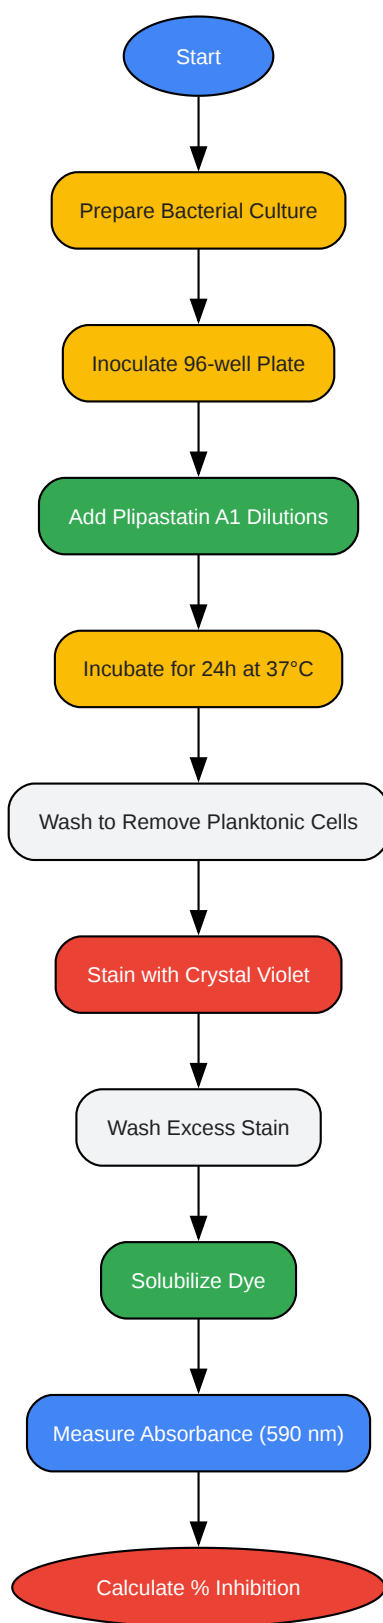 Start
Prepare Bacterial Culture
Inoculate 96-well Plate
Add Plipastatin A1 Dilutions
Incubate for 24h at 37°C
Wash to Remove Planktonic Cells
Stain with Crystal Violet
Wash Excess Stain
Solubilize Dye
Measure Absorbance (590 nm)
Calculate % Inhibition